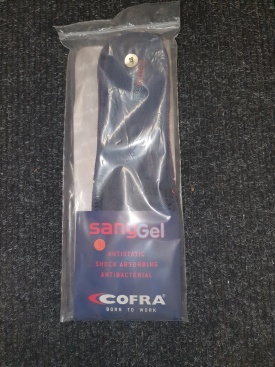 sanyGel
ANTISTATIC
SHOCK ABSORBING
ANTIBACTERIAL
COFRA
BORN TO WORK